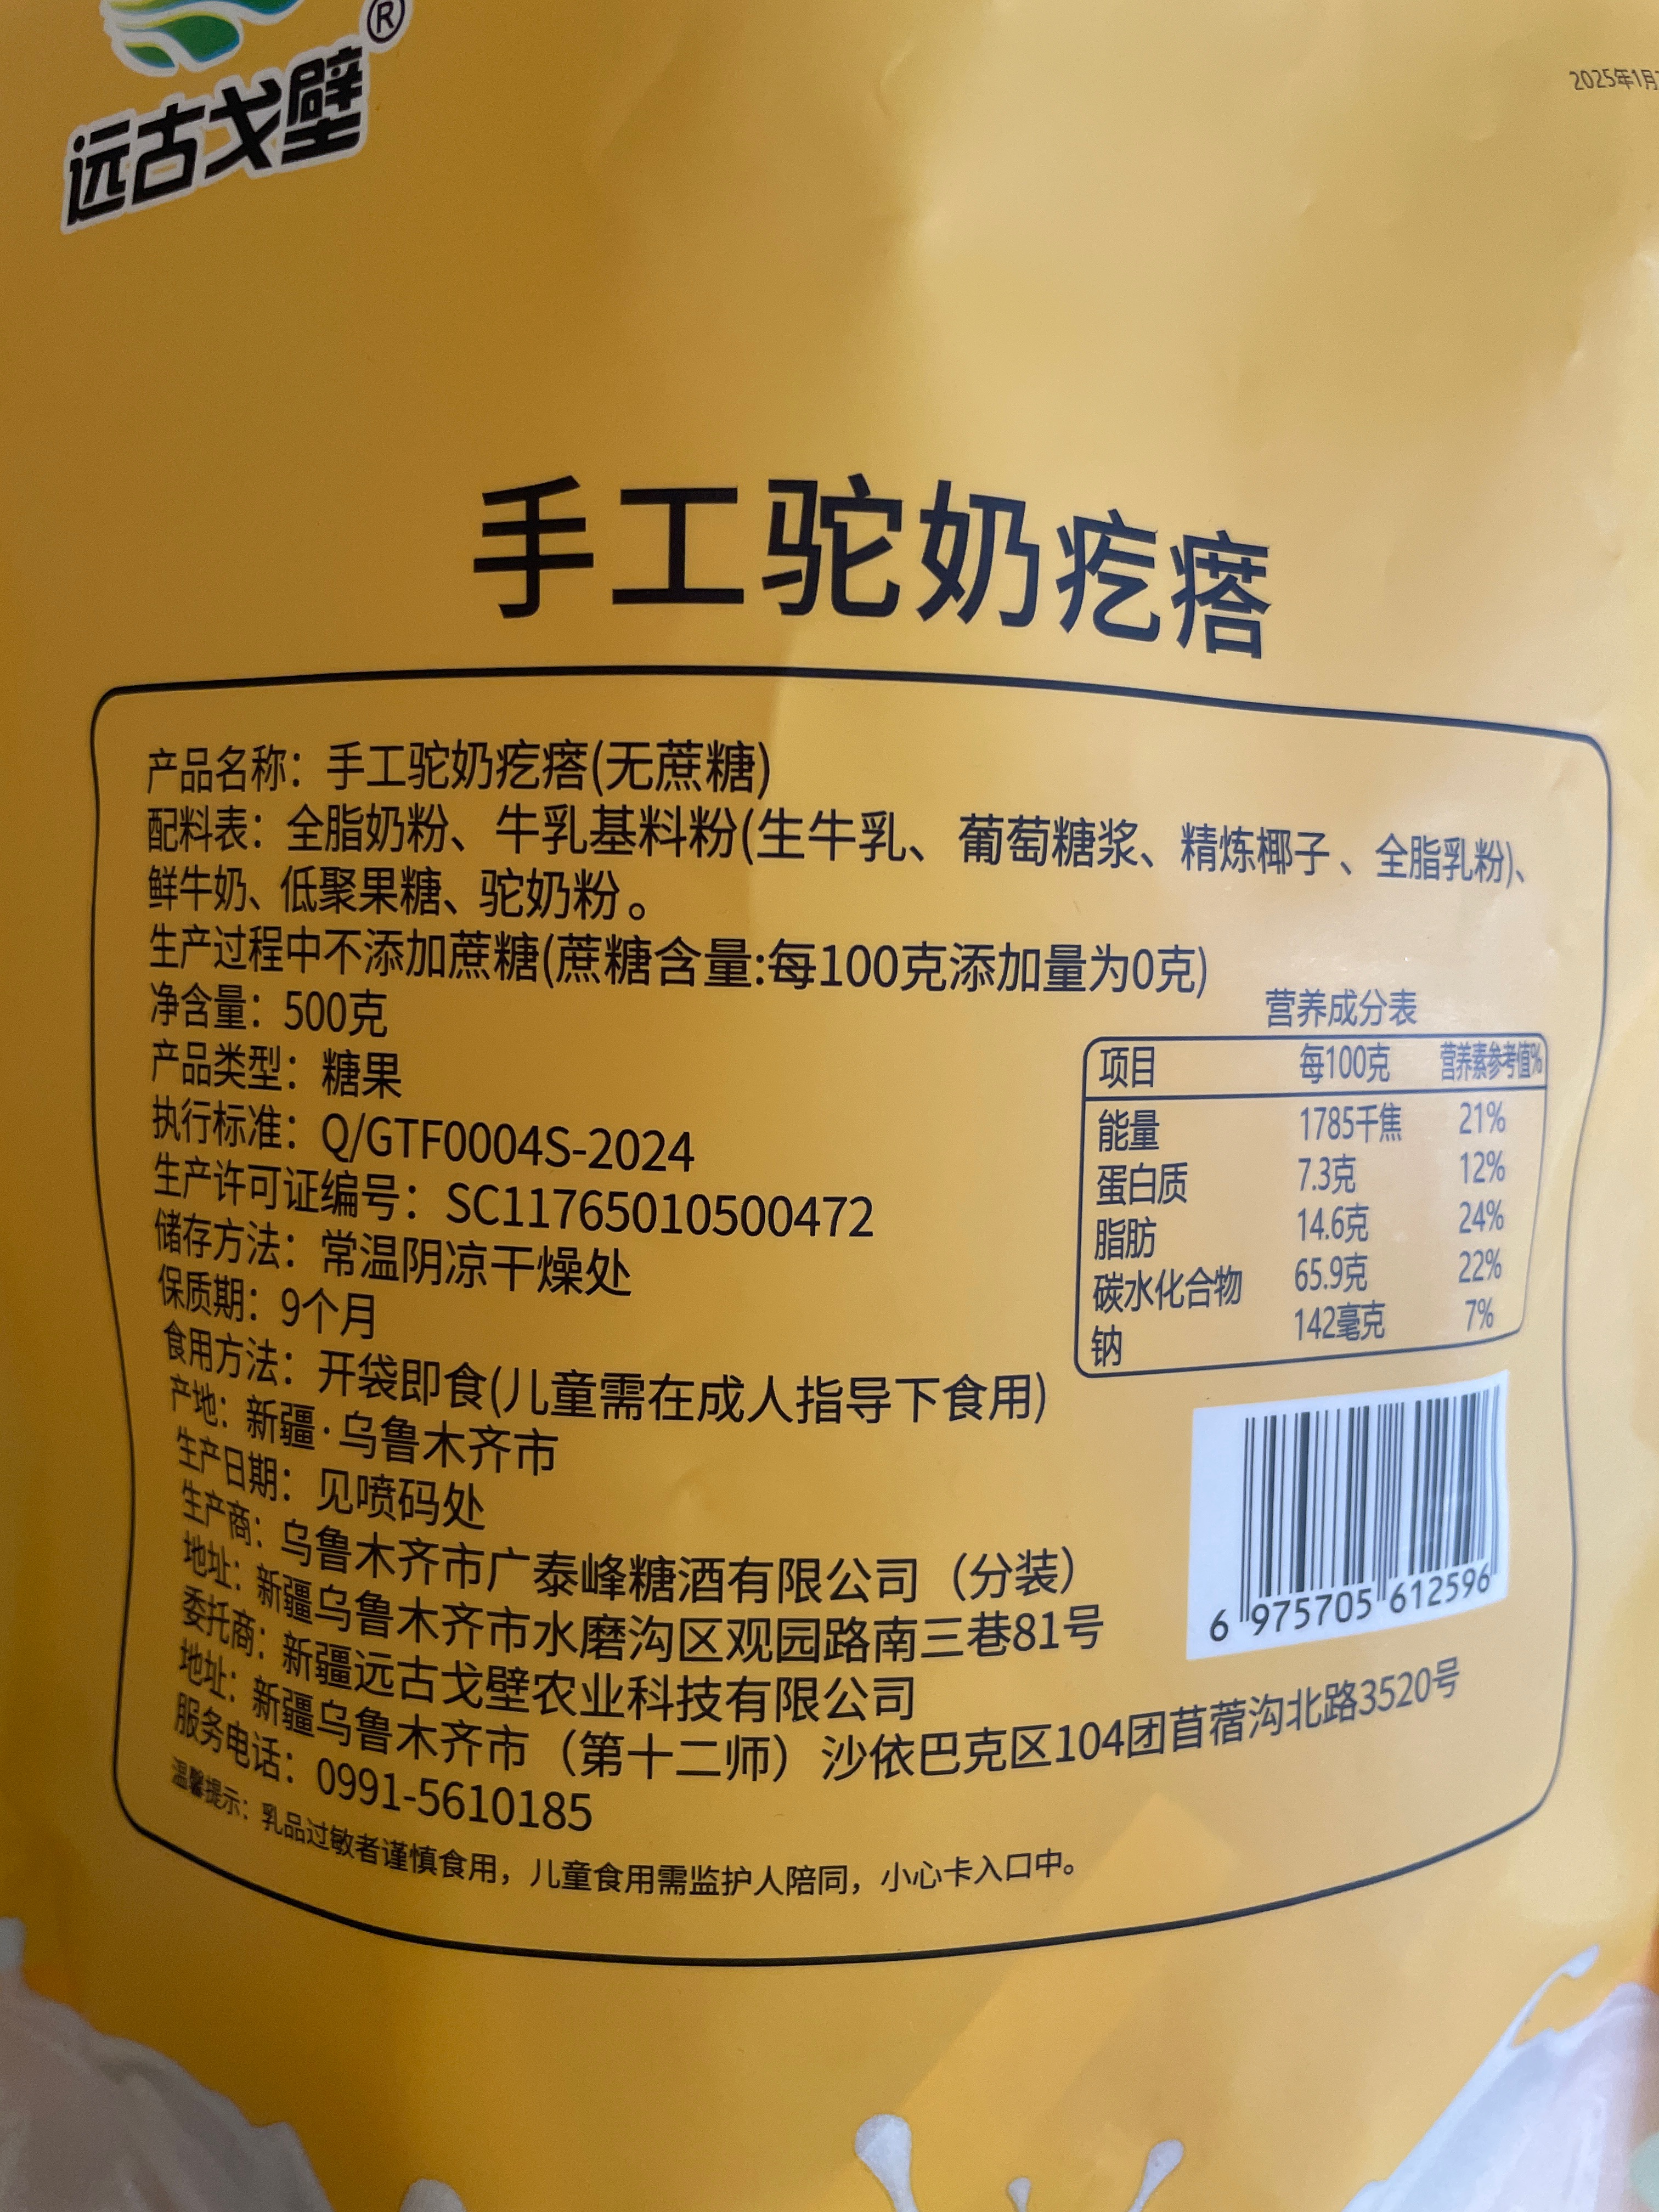 ®
远古戈壁
2025年1月
手工驼奶疙瘩
产品名称：手工驼奶疙瘩(无蔗糖)
配料表：全脂奶粉、牛乳基料粉(生牛乳、葡萄糖浆、精炼椰子、全脂乳粉)、
鲜牛奶、低聚果糖、驼奶粉。
生产过程中不添加蔗糖(蔗糖含量:每100克添加量为0克)
净含量：500克
产品类型：糖果
执行标准：Q/GTF0004S-2024
生产许可证编号：SC11765010500472
储存方法：常温阴凉干燥处
保质期：9个月
食用方法：开袋即食(儿童需在成人指导下食用)
产地：新疆·乌鲁木齐市
生产日期：见喷码处
生产商：乌鲁木齐市广泰峰糖酒有限公司（分装）
地址：新疆乌鲁木齐市水磨沟区观园路南三巷81号
委托商：新疆远古戈壁农业科技有限公司
地址：新疆乌鲁木齐市（第十二师）沙依巴克区104团苜蓿沟北路3520号
服务电话：0991-5610185
温馨提示：乳品过敏者谨慎食用，儿童食用需监护人陪同，小心卡入口中。
营养成分表
项目 每100克 营养素参考值%
能量 1785千焦 21%
蛋白质 7.3克 12%
脂肪 14.6克 24%
碳水化合物 65.9克 22%
钠 142毫克 7%
6 975705 612596